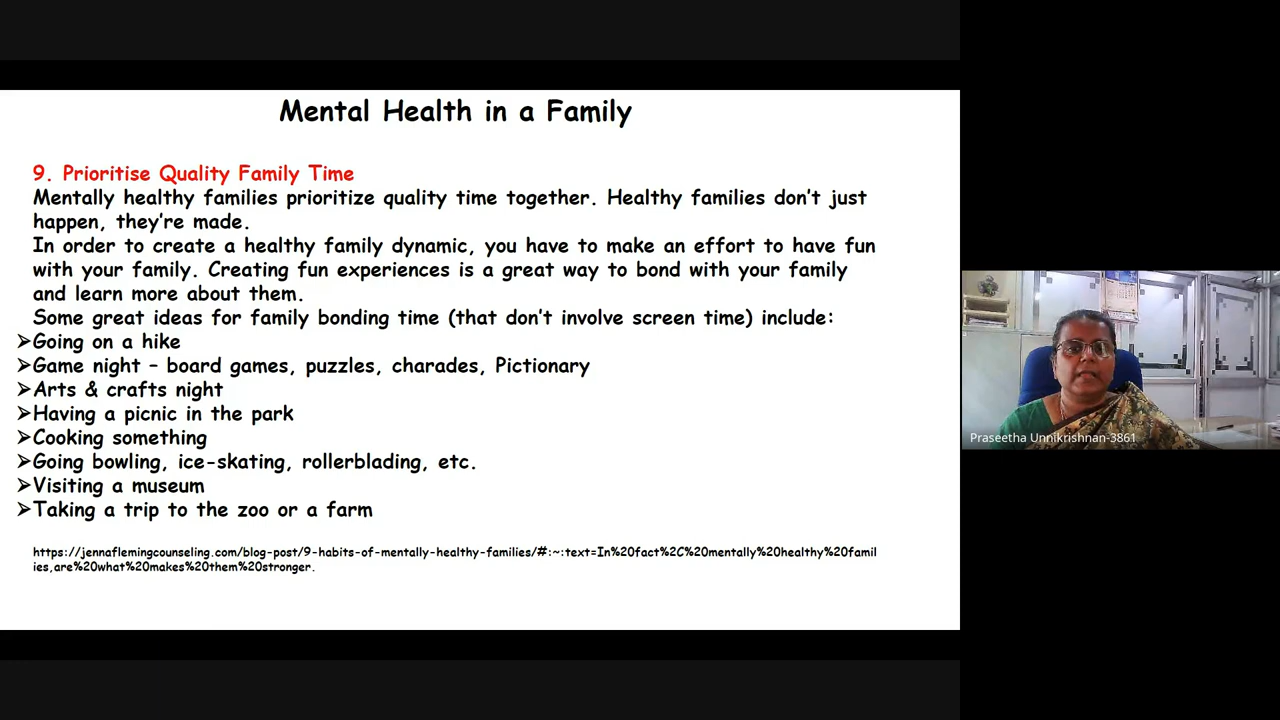 Mental Health in a Family
9. Prioritise Quality Family Time
Mentally healthy families prioritize quality time together. Healthy families don't just
happen, they're made.
In order to create a healthy family dynamic, you have to make an effort to have fun
with your family. Creating fun experiences is a great way to bond with your family
and learn more about them.
Some great ideas for family bonding time (that don't involve screen time) include:
➢Going on a hike
➢Game night – board games, puzzles, charades, Pictionary
➢Arts & crafts night
➢Having a picnic in the park
➢Cooking something
➢Going bowling, ice-skating, rollerblading, etc.
➢Visiting a museum
➢Taking a trip to the zoo or a farm
https://jennaflemingcounseling.com/blog-post/9-habits-of-mentally-healthy-families/#:~:text=In%20fact%2C%20mentally%20healthy%20famil
ies,are%20what%20makes%20them%20stronger.
Praseetha Unnikrishnan-3861